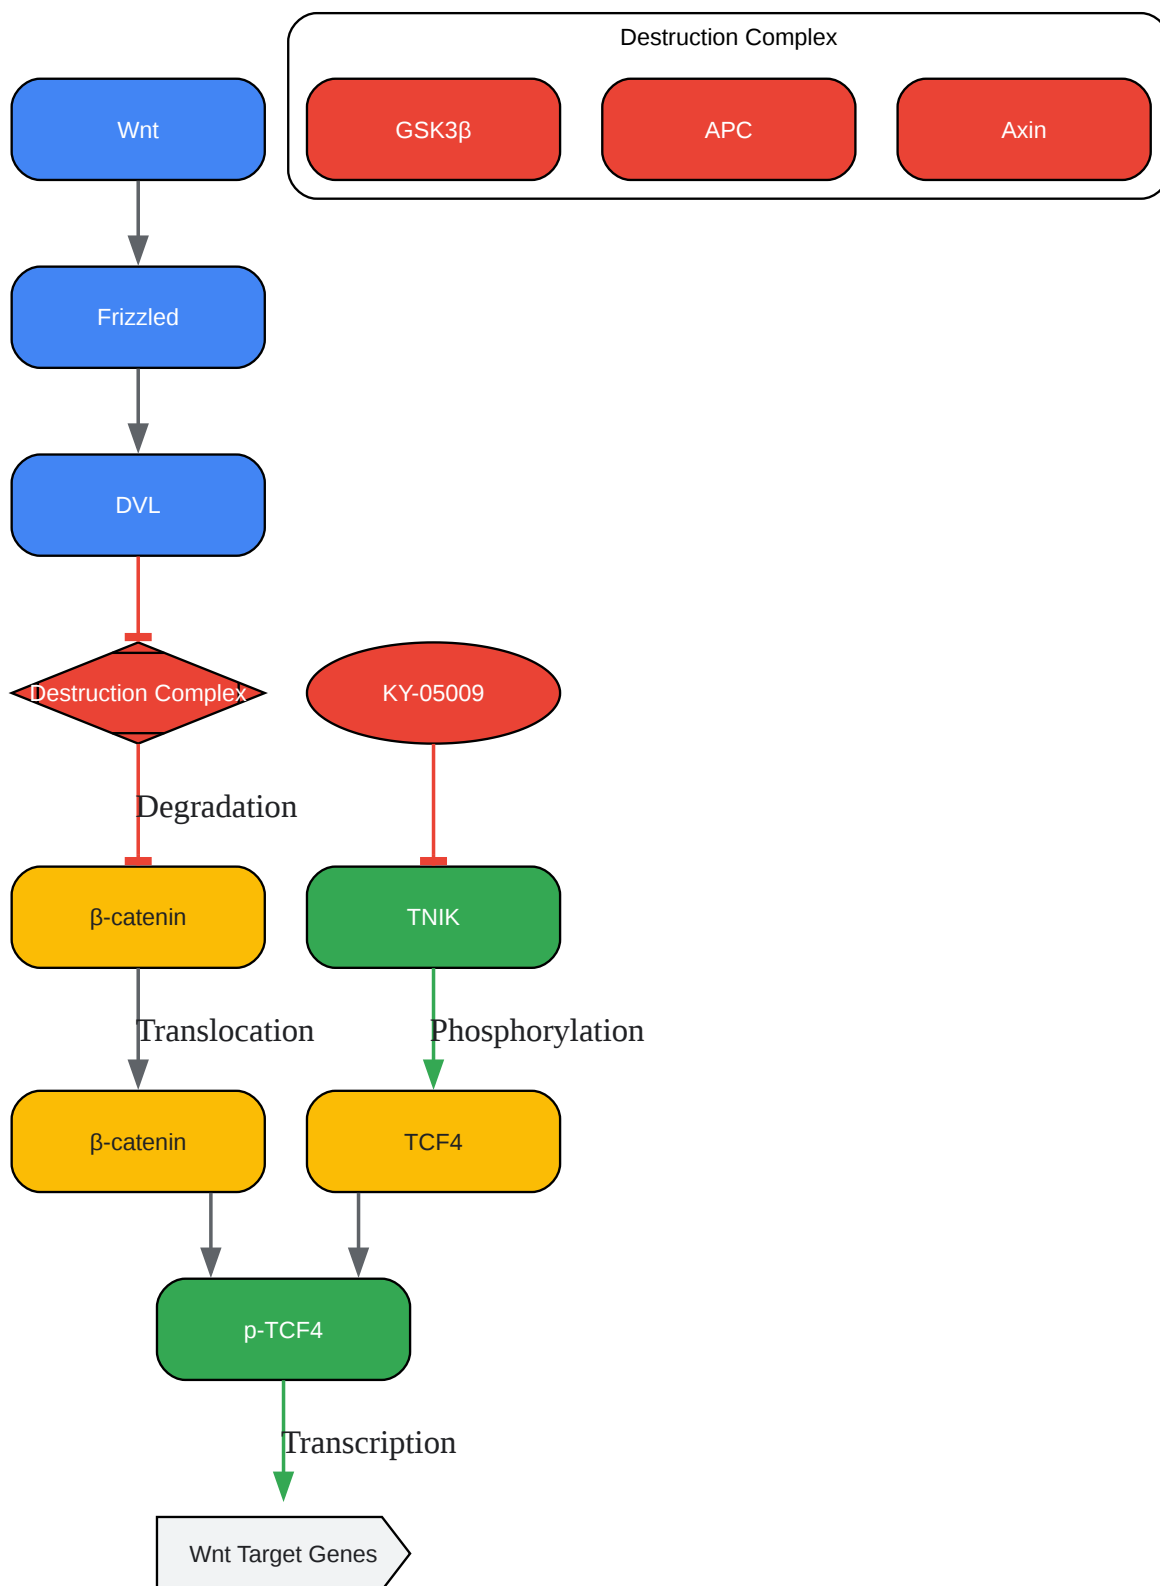 Destruction Complex
Wnt
GSK3β
APC
Axin
Frizzled
DVL
Destruction Complex
KY-05009
Degradation
β-catenin
TNIK
Translocation
Phosphorylation
β-catenin
TCF4
p-TCF4
Transcription
Wnt Target Genes